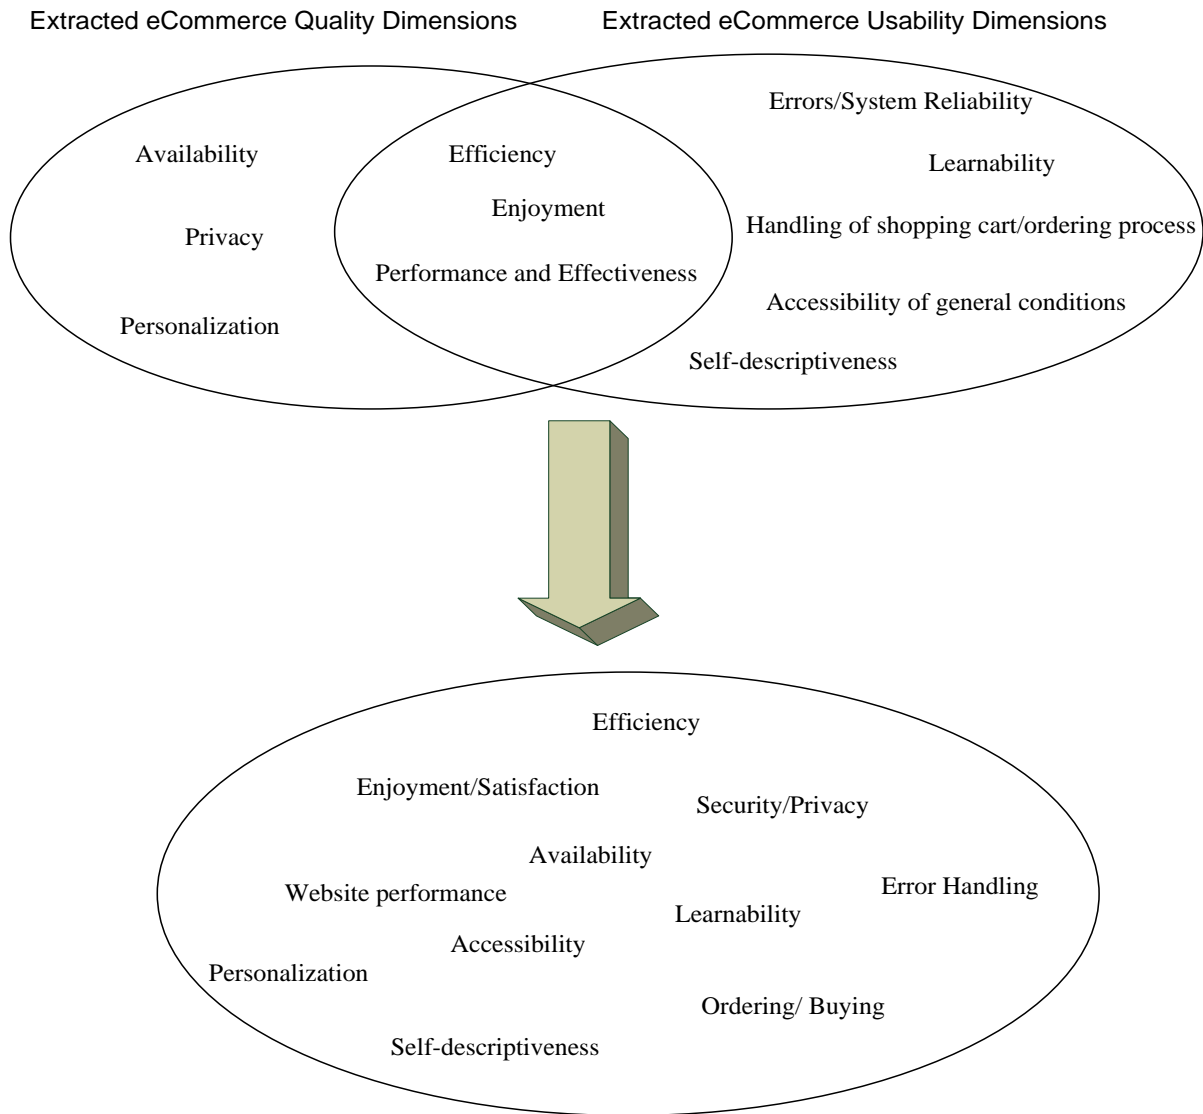 Extracted eCommerce Quality Dimensions
Extracted eCommerce Usability Dimensions
Availability
Privacy
Personalization
Efficiency
Enjoyment
Performance and Effectiveness
Errors/System Reliability
Learnability
Handling of shopping cart/ordering process
Accessibility of general conditions
Self-descriptiveness
Efficiency
Enjoyment/Satisfaction
Security/Privacy
Availability
Website performance
Error Handling
Learnability
Accessibility
Personalization
Ordering/ Buying
Self-descriptiveness